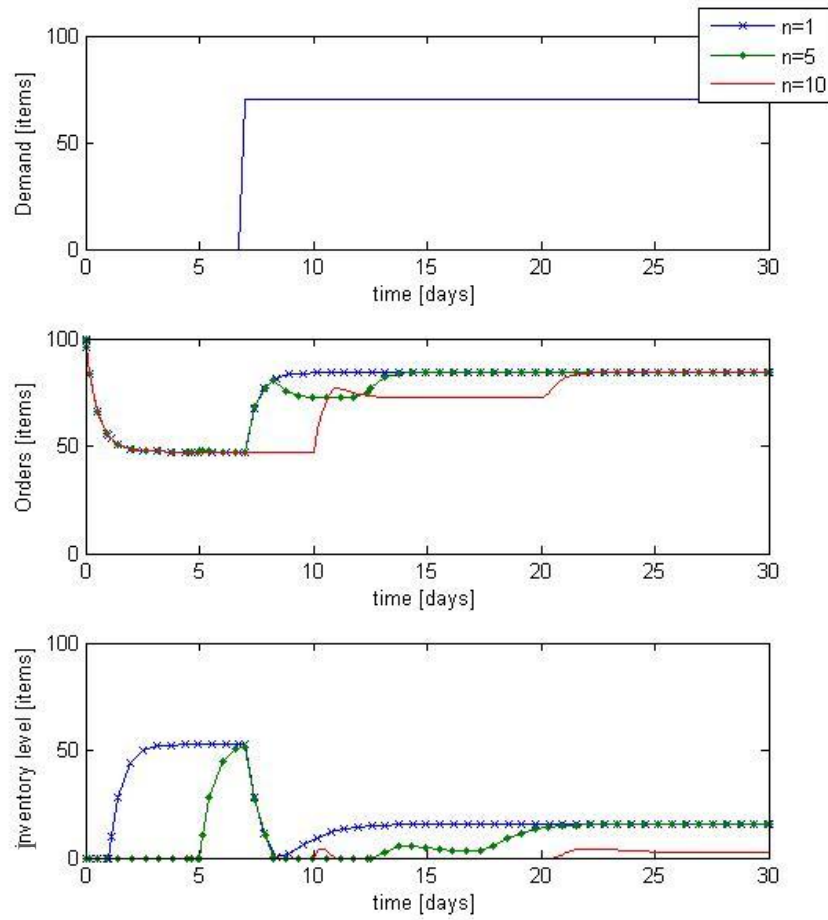 n=1
n=5
n=10
100
50
0
Demand [items]
0 5 10 15 20 25 30
time [days]
100
50
0
Orders [items]
0 5 10 15 20 25 30
time [days]
100
50
0
inventory level [items]
0 5 10 15 20 25 30
time [days]